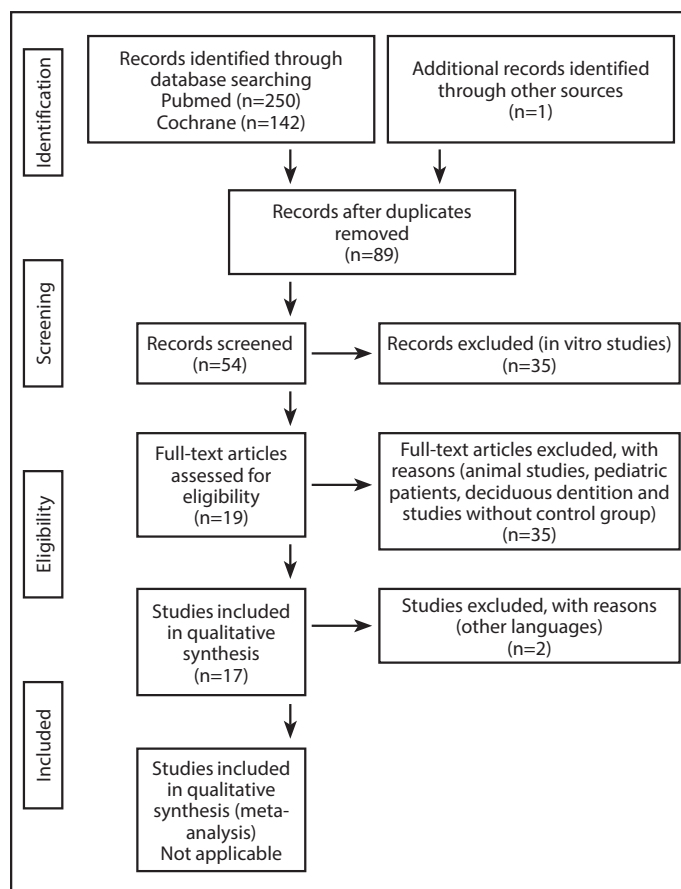 Identification
Records identified through
database searching
Pubmed (n=250)
Cochrane (n=142)
Additional records identified
through other sources
(n=1)
Records after duplicates
removed
(n=89)
Screening
Records screened
(n=54)
Records excluded (in vitro studies)
(n=35)
Eligibility
Full-text articles
assessed for
eligibility
(n=19)
Full-text articles excluded, with
reasons (animal studies, pediatric
patients, deciduous dentition and
studies without control group)
(n=35)
Studies included
in qualitative
synthesis
(n=17)
Studies excluded, with reasons
(other languages)
(n=2)
Included
Studies included
in qualitative
synthesis (meta-
analysis)
Not applicable